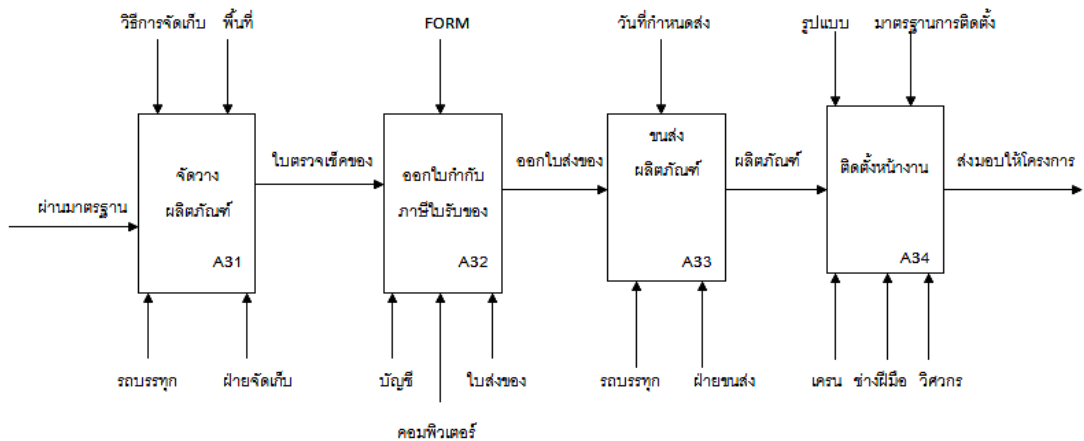 วิธีการจัดเก็บ พื้นที่ FORM วันที่กำหนดส่ง รูปแบบ มาตรฐานการติดตั้ง
ผ่านมาตรฐาน
จัดวาง
ผลิตภัณฑ์
A31
ใบตรวจเช็คของ
ออกใบกำกับ
ภาษีใบรับของ
A32
ออกใบส่งของ
ขนส่ง
ผลิตภัณฑ์
A33
ผลิตภัณฑ์
ติดตั้งหน้างาน
A34
ส่งมอบให้โครงการ
รถบรรทุก ฝ่ายจัดเก็บ บัญชี ใบส่งของ รถบรรทุก ฝ่ายขนส่ง เครน ช่างฝีมือ วิศวกร
คอมพิวเตอร์